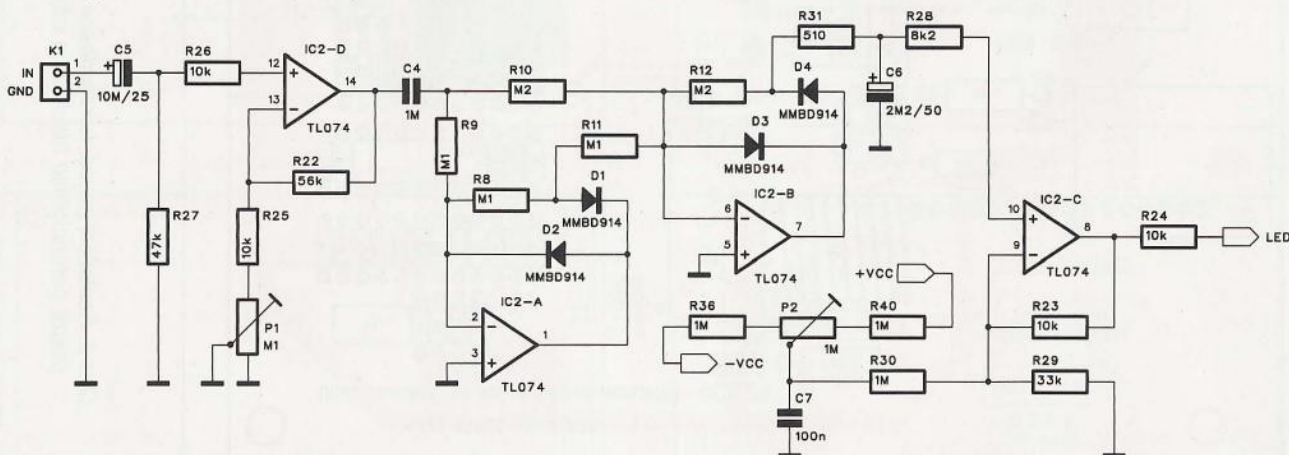 K1
IN 1
GND 2
C5
+
10M/25
R26
10k
R27
47k
IC2-D
12 +
13 −
14
TL074
R22
56k
R25
10k
P1
M1
C4
1M
R9
M1
R10
M2
R8
M1
R11
M1
D1
MMBD914
D2
MMBD914
IC2-A
2 −
3 +
1
TL074
R12
M2
R31
510
D4
MMBD914
D3
MMBD914
IC2-B
6 −
5 +
7
TL074
R28
8k2
+
C6
2M2/50
+VCC
R36
1M
P2
1M
R40
1M
−VCC
R30
1M
C7
100n
IC2-C
10 +
9 −
8
TL074
R24
10k
LED
R23
10k
R29
33k